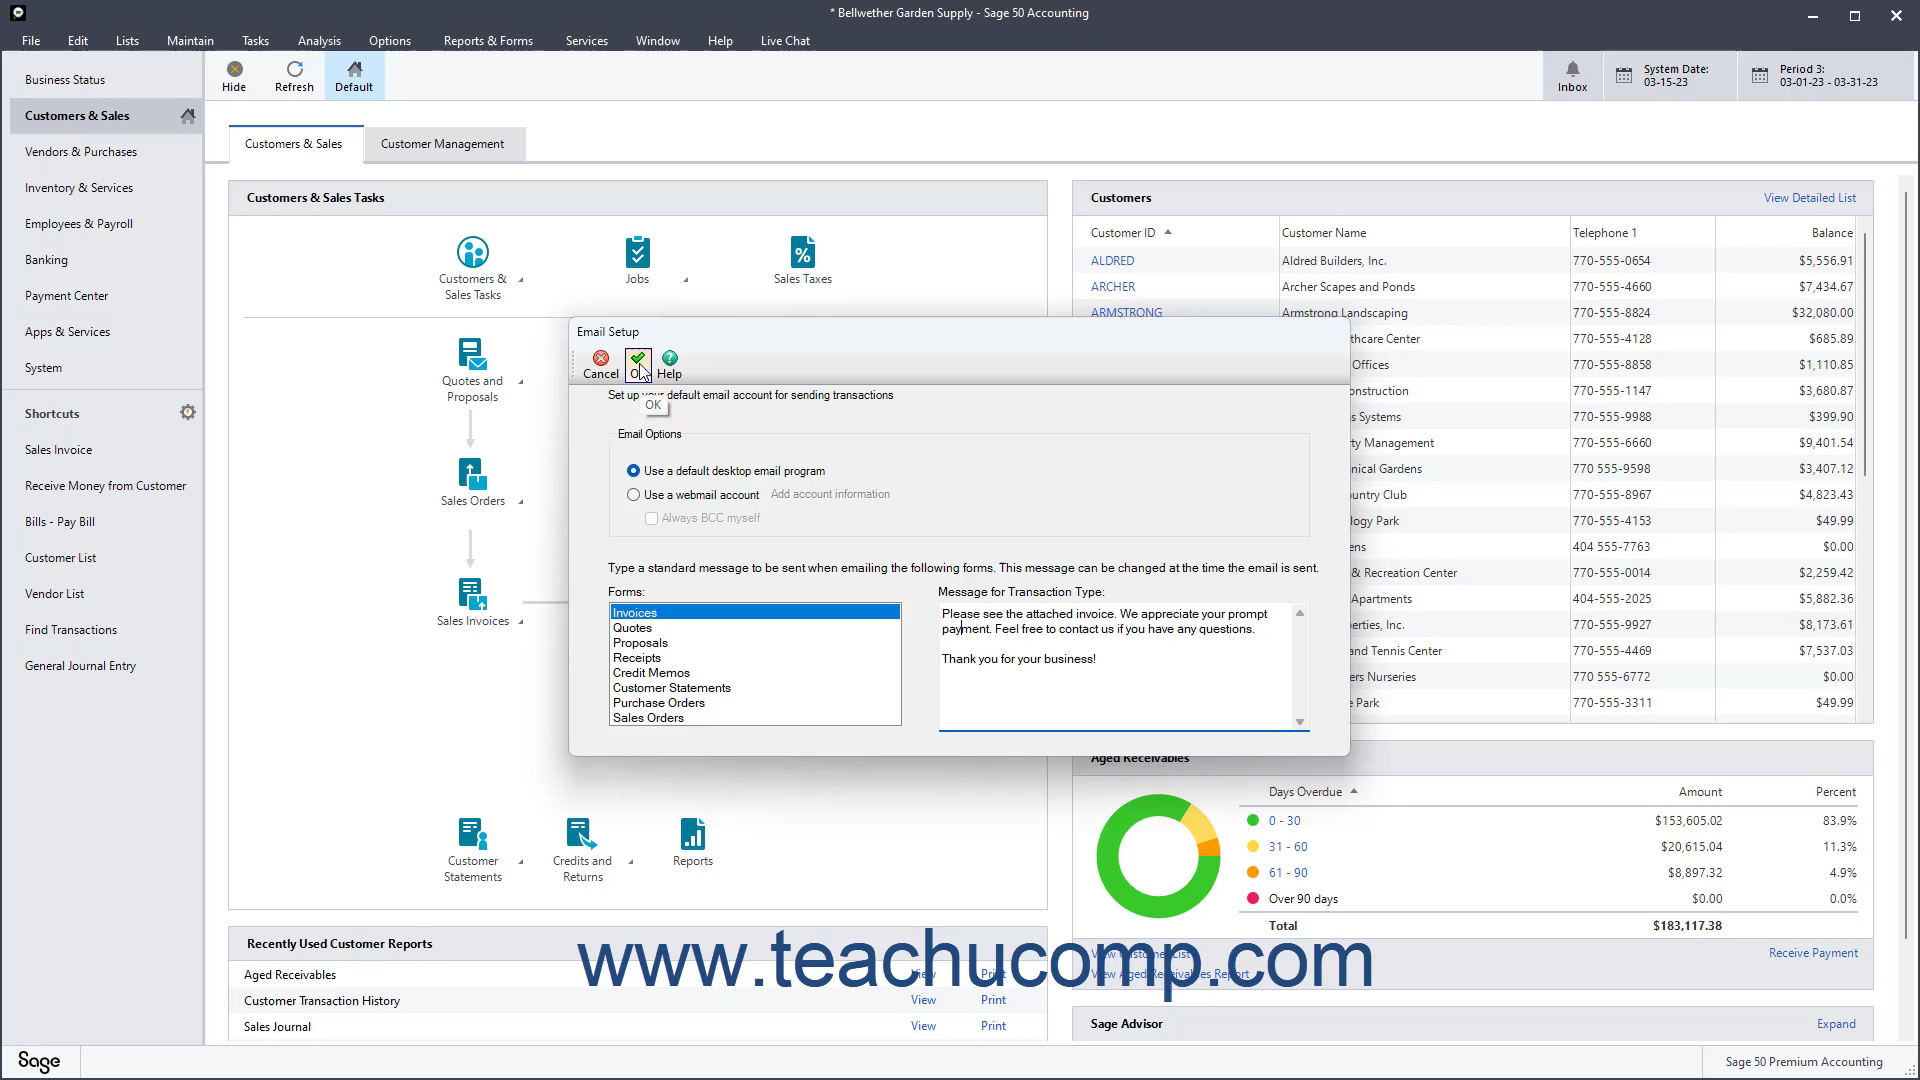 * Bellwether Garden Supply - Sage 50 Accounting
File Edit Lists Maintain Tasks Analysis Options Reports & Forms Services Window Help Live Chat
Business Status
Customers & Sales
Vendors & Purchases
Inventory & Services
Employees & Payroll
Banking
Payment Center
Apps & Services
System
Shortcuts
Sales Invoice
Receive Money from Customer
Bills - Pay Bill
Customer List
Vendor List
Find Transactions
General Journal Entry
Hide Refresh Default
Inbox
System Date:
03-15-23
Period 3:
03-01-23 - 03-31-23
Customers & Sales Customer Management
Customers & Sales Tasks
Customers &
Sales Tasks
Jobs
Sales Taxes
Quotes and
Proposals
Sales Orders
Sales Invoices
Customer
Statements
Credits and
Returns
Reports
Recently Used Customer Reports
Aged Receivables View Print
Customer Transaction History View Print
Sales Journal View Print
Email Setup
Cancel Help
Set up your default email account for sending transactions
OK
Email Options
Use a default desktop email program
Use a webmail account Add account information
Always BCC myself
Type a standard message to be sent when emailing the following forms. This message can be changed at the time the email is sent.
Forms:
Invoices
Quotes
Proposals
Receipts
Credit Memos
Customer Statements
Purchase Orders
Sales Orders
Message for Transaction Type:
Please see the attached invoice. We appreciate your prompt
payment. Feel free to contact us if you have any questions.
Thank you for your business!
Customers View Detailed List
Customer ID Customer Name Telephone 1 Balance
ALDRED Aldred Builders, Inc. 770-555-0654 $5,556.91
ARCHER Archer Scapes and Ponds 770-555-4660 $7,434.67
ARMSTRONG Armstrong Landscaping 770-555-8824 $32,080.00
thcare Center 770-555-4128 $685.89
Offices 770-555-8858 $1,110.85
onstruction 770-555-1147 $3,680.87
s Systems 770-555-9988 $399.90
ty Management 770-555-6660 $9,401.54
nical Gardens 770 555-9598 $3,407.12
untry Club 770-555-8967 $4,823.43
logy Park 770-555-4153 $49.99
ens 404 555-7763 $0.00
& Recreation Center 770-555-0014 $2,259.42
Apartments 404-555-2025 $5,882.36
erties, Inc. 770-555-9927 $8,173.61
and Tennis Center 770-555-4469 $7,537.03
ers Nurseries 770 555-6772 $0.00
e Park 770-555-3311 $49.99
Aged Receivables
Days Overdue Amount Percent
0 - 30 $153,605.02 83.9%
31 - 60 $20,615.04 11.3%
61 - 90 $8,897.32 4.9%
Over 90 days $0.00 0.0%
Total $183,117.38
View Customer List Receive Payment
View Aged Receivables Report
Sage Advisor Expand
www.teachucomp.com
Sage
Sage 50 Premium Accounting